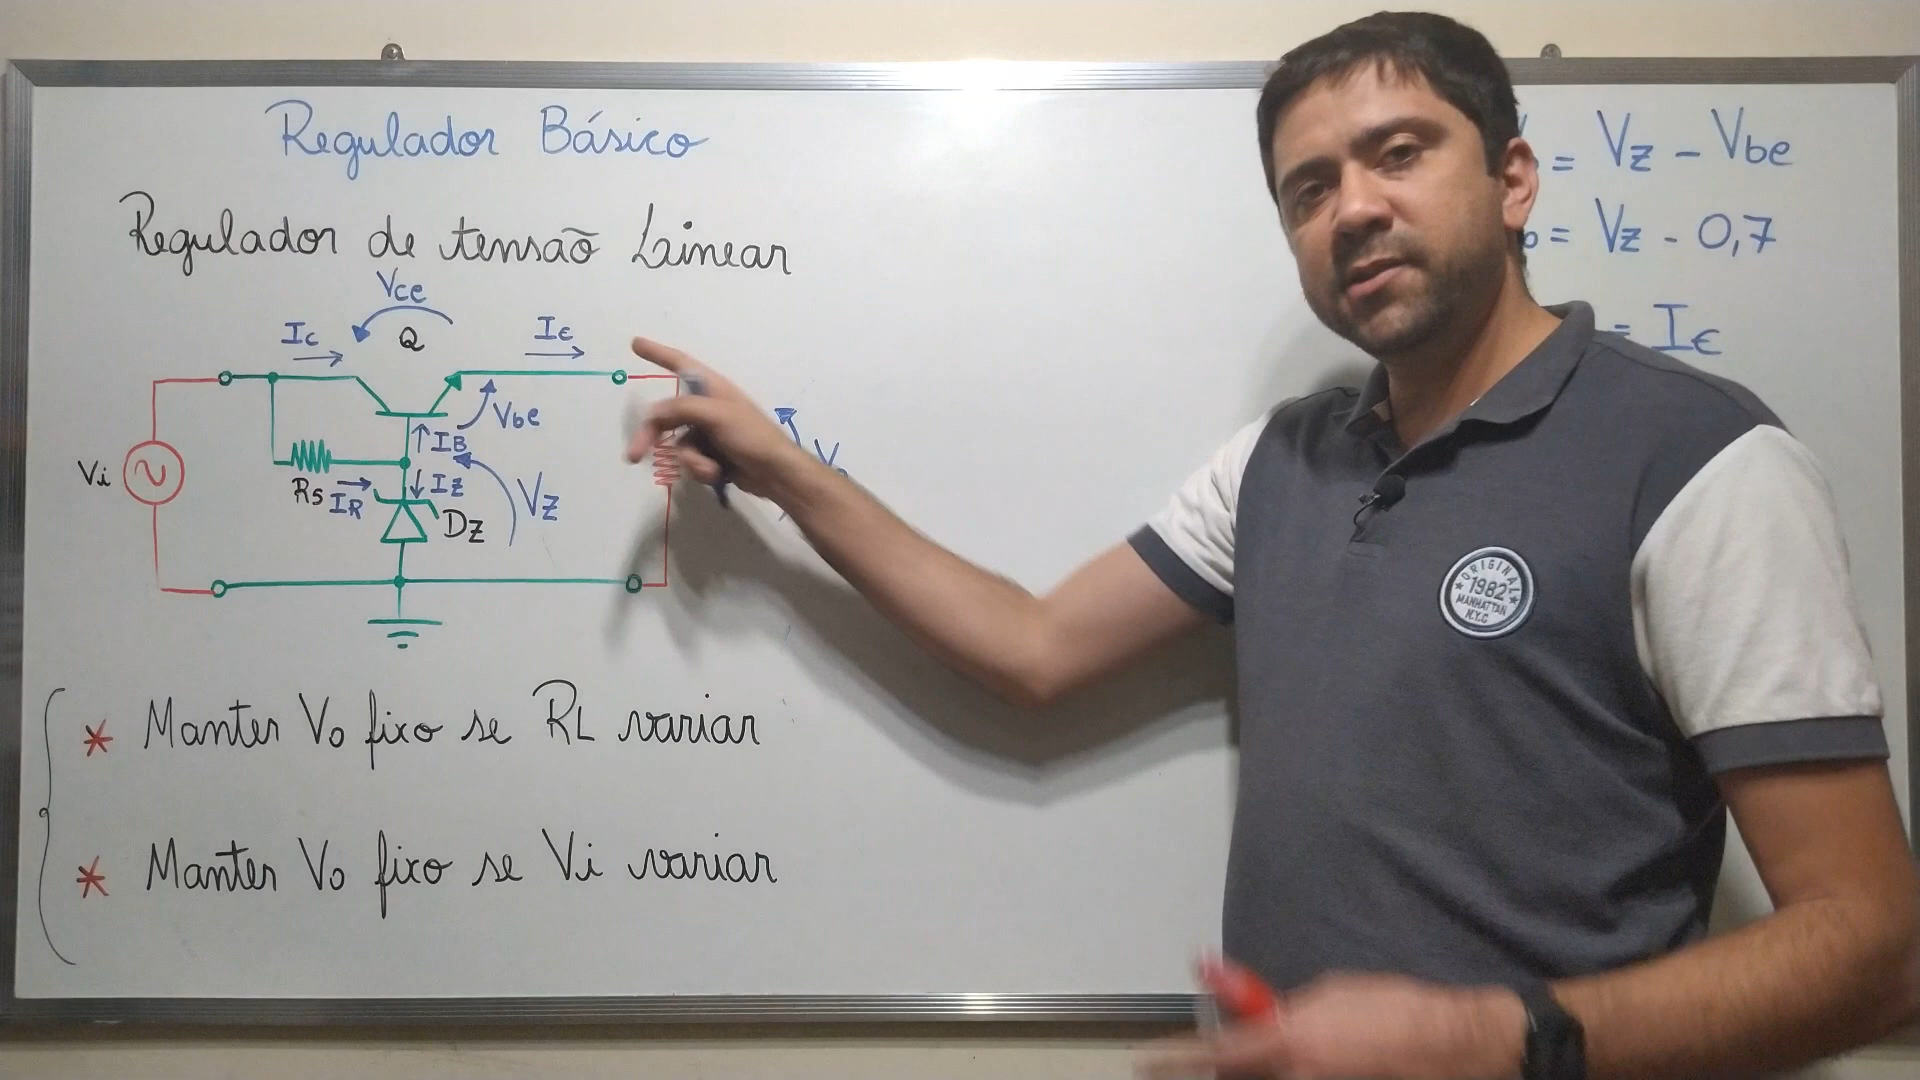 Regulador Básico
Regulador de tensão Linear
Vce
Ic
Q
IE
Vbe
IB
Vi
Rs
IR
IZ
VZ
DZ
* Manter Vo fixo se RL variar
* Manter Vo fixo se Vi variar
= VZ - Vbe
= VZ - 0,7
= IE
ORIGINAL
1982
MANHATTAN
N.Y.C